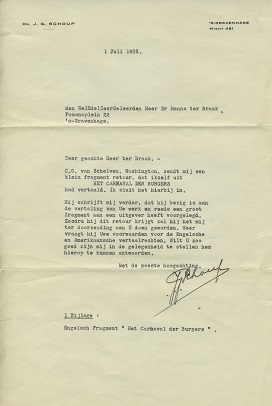 Dr. J. G. SCHOUP
'S-GRAVENHAGE
1 Juli 1938.
den WelEdelZeerGeleerden Heer Dr Menno ter Braak
Pomonaplein 22
's-Gravenhage.
Zeer geachte Heer ter Braak, -
van Schelven, Washington, zendt mij een
klein fragment retour, dat ikzelf uit
HET CARNAVAL DER BURGERS
had vertaald. Ik sluit het hierbij in.
Hij schrijft mij verder, dat hij bezig is aan
de vertaling van Uw werk en reeds een groot
fragment aan een uitgever heeft voorgelegd.
Zoodra hij dit retour krijgt zal hij het mij
ter doorzending aan U doen geworden. Weer
vraagt hij Uwe voorwaarden voor de Engelsche
en Amerikaansche vertaalrechten. Wilt U zoo
goed zijn mij in de gelegenheid te stellen hem
hierop te kunnen antwoorden.
Met de meeste hoogachting,
JGSchoup
1 Bijlage :
Engelsch Fragment " Het Carnaval der Burgers " .